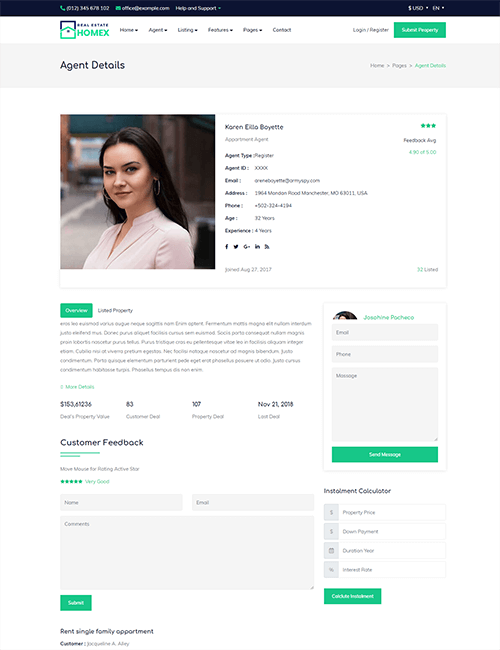 (012) 345 678 102 office@example.com Help and Support $ USD EN
REAL ESTATE
HOMEX
Home Agent Listing Features Pages Contact Login / Register Submit Property
Agent Details
Home > Pages > Agent Details
Karen Eilla Boyette
Appartment Agent
Feedback Avg
4.90 of 5.00
Agent Type : Register
Agent ID : XXXX
Email : areneboyette@armyspy.com
Address : 1964 Mandan Road Manchester, MO 63011, USA
Phone : +502-324-4194
Age : 32 Years
Experience : 4 Years
Joined Aug 27, 2017
32 Listed
Overview Listed Property
eros leo euismod varius augue neque sagittis nam Enim aptent. Fermentum mattis magna elit nullam interdum
justo eleifend mus. Donec purus aliquet facilisis cursus sem euismod. Sociis porta consequat nullam magnis
proin lobortis nascetur purus tellus. Purus tristique cras eu pellentesque vitae leo in facilisis aliquam integer
etiam. Cubilia nisi at viverra pretium egestas. Nec facilisi natoque nascetur ad magnis bibendum. Justo
condimentum. Porta quisque elementum parturient pede eget erat phasellus posuere ut odio. Justo cursus
condimentum habitasse turpis. Phasellus tempus dis non enim.
More Details
$153,61236 83 107 Nov 21, 2018
Deal's Property Value Customer Deal Property Deal Last Deal
Customer Feedback
Move Mouse for Rating Active Star
Very Good
Name
Email
Comments
Submit
Rent single family appartment
Customer : Jacqueline A. Alley
Josephine Pacheco
Email
Phone
Message
Send Message
Instalment Calculator
$ Property Price
$ Down Payment
Duration Year
% Interest Rate
Calclute Instalment